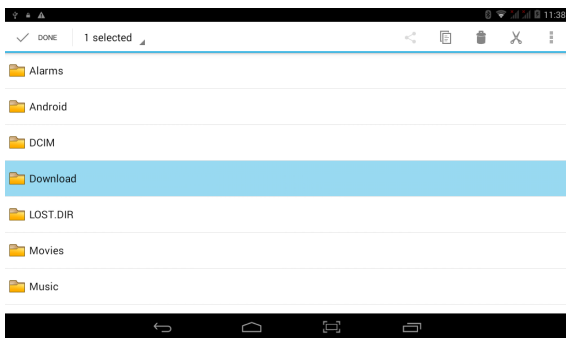 11:38
DONE 1 selected
Alarms
Android
DCIM
Download
LOST.DIR
Movies
Music